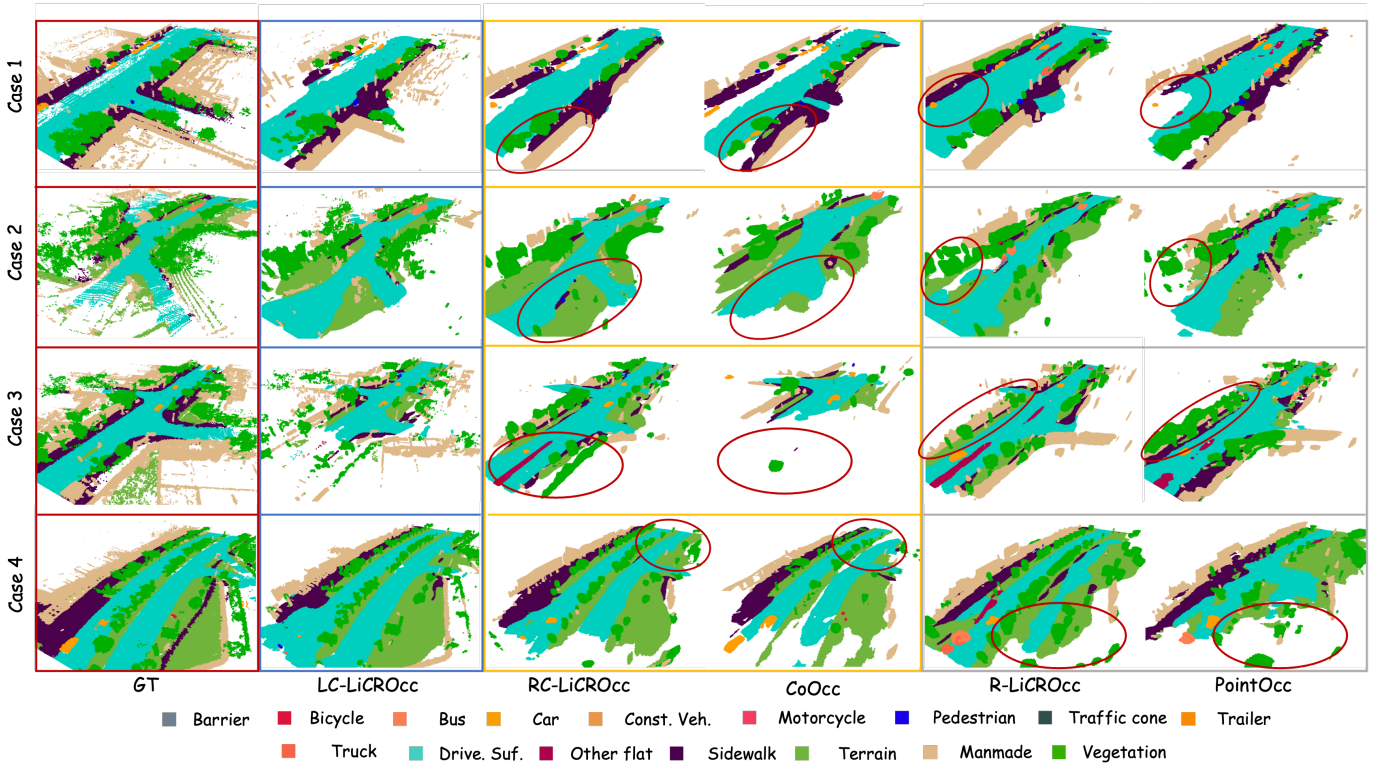 Case 1
Case 2
Case 3
Case 4
GT LC-LiCROcc RC-LiCROcc CoOcc R-LiCROcc PointOcc
Barrier Bicycle Bus Car Const. Veh. Motorcycle Pedestrian Traffic cone Trailer
Truck Drive. Suf. Other flat Sidewalk Terrain Manmade Vegetation